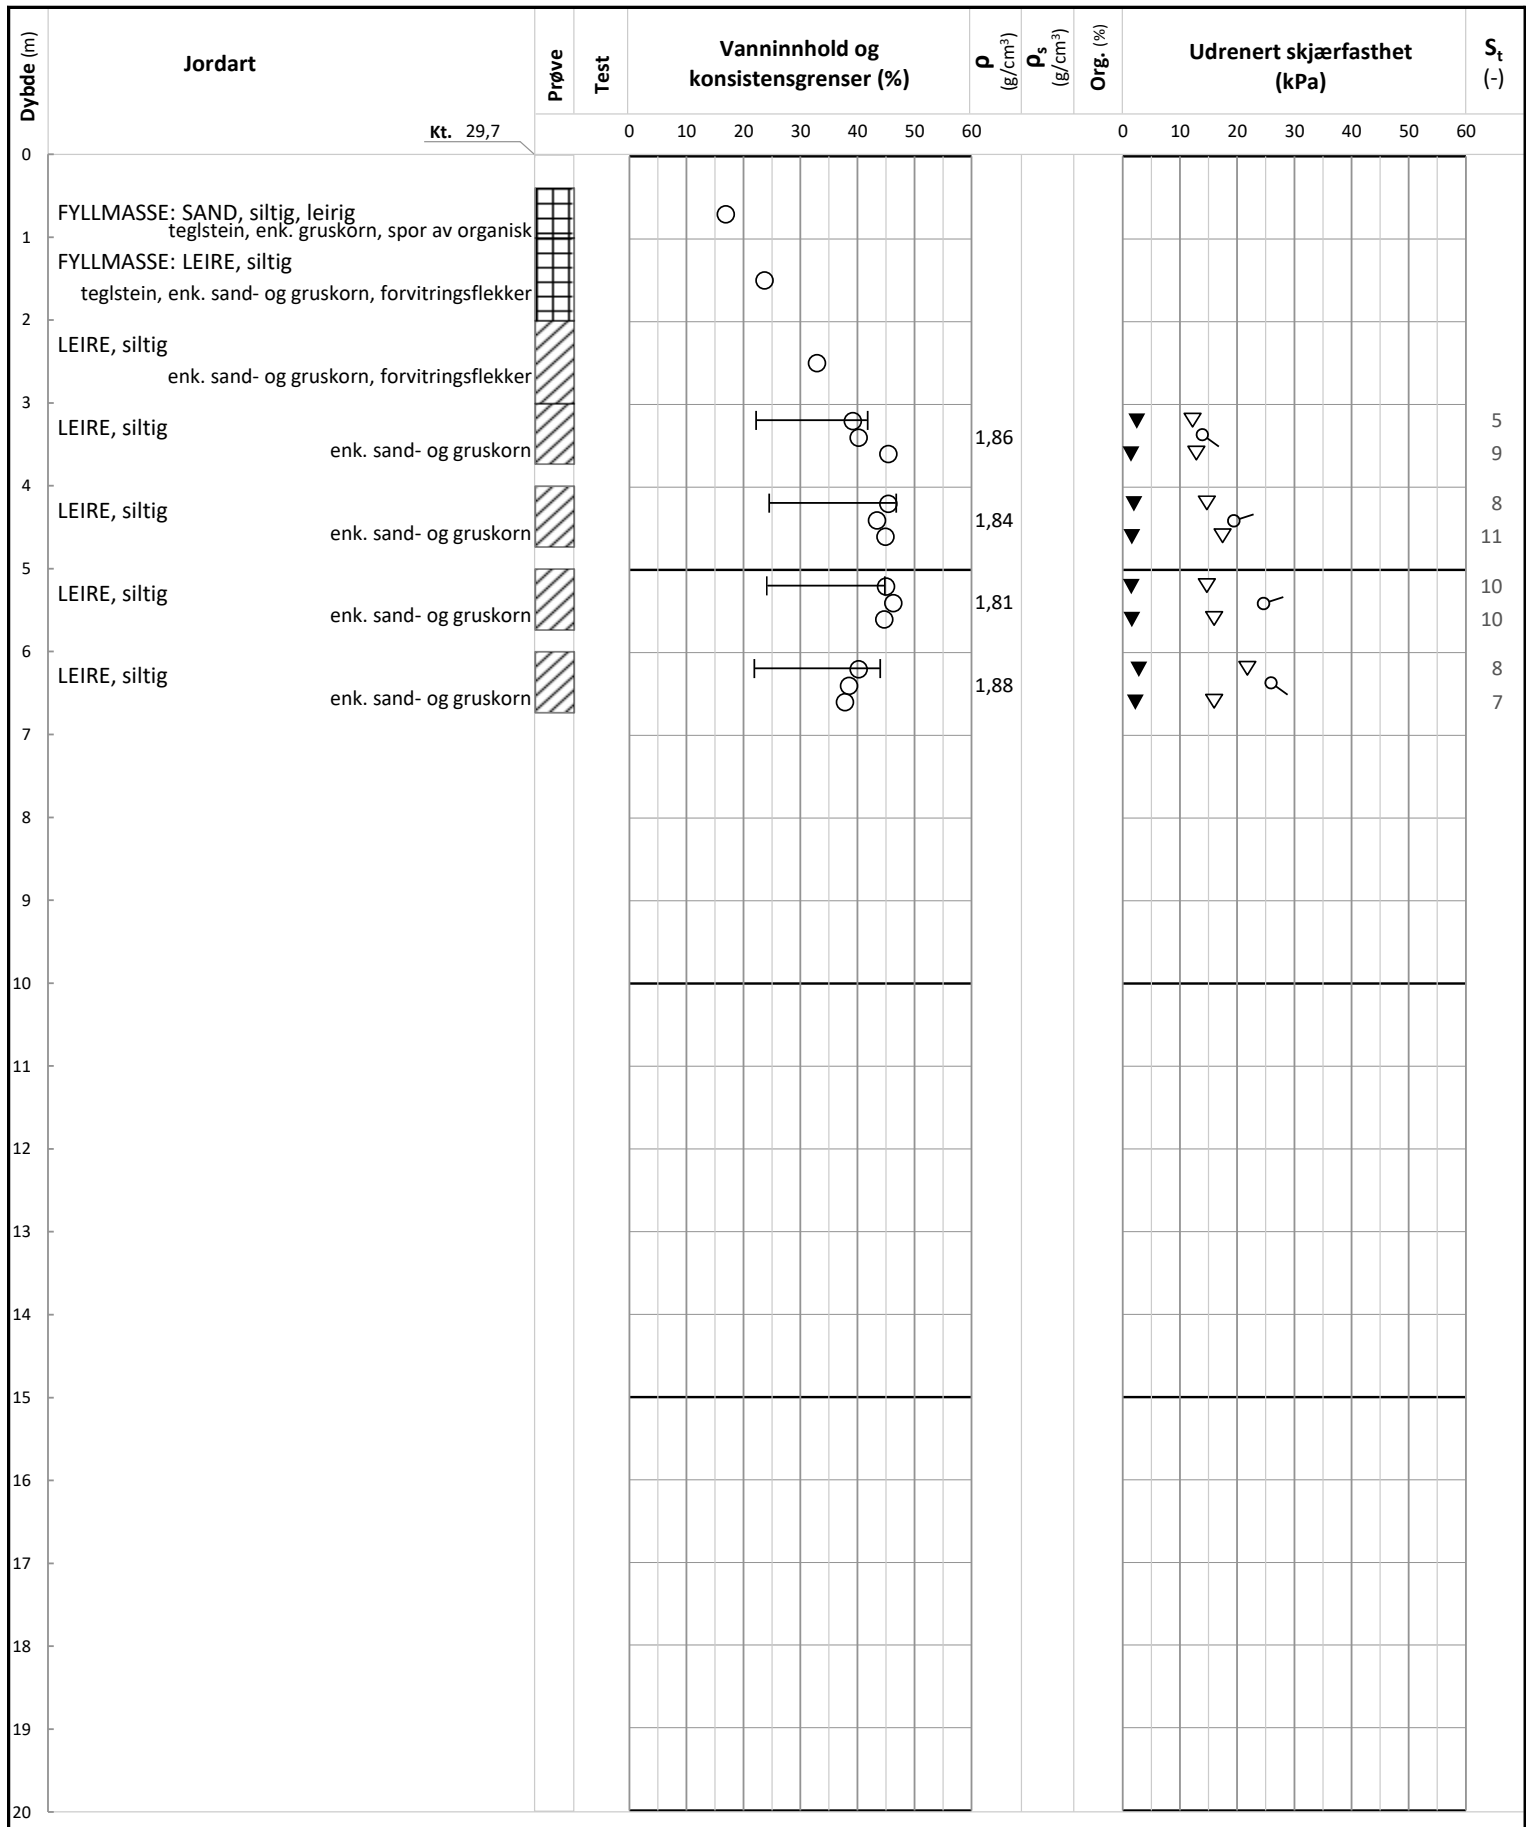 Dybde (m)
Jordart
Prøve
Test
Vanninnhold og
konsistensgrenser (%)
ρ
(g/cm³)
ρs
(g/cm³)
Org. (%)
Udrenert skjærfasthet
(kPa)
St
(-)
Kt. 29,7
0 10 20 30 40 50 60
0 10 20 30 40 50 60
0
FYLLMASSE: SAND, siltig, leirig
teglstein, enk. gruskorn, spor av organisk
1
FYLLMASSE: LEIRE, siltig
teglstein, enk. sand- og gruskorn, forvitringsflekker
2
LEIRE, siltig
enk. sand- og gruskorn, forvitringsflekker
3
5
LEIRE, siltig
1,86
enk. sand- og gruskorn
9
4
8
LEIRE, siltig
1,84
enk. sand- og gruskorn
11
5
10
LEIRE, siltig
1,81
enk. sand- og gruskorn
10
6
8
LEIRE, siltig
1,88
enk. sand- og gruskorn
7
7
8
9
10
11
12
13
14
15
16
17
18
19
20